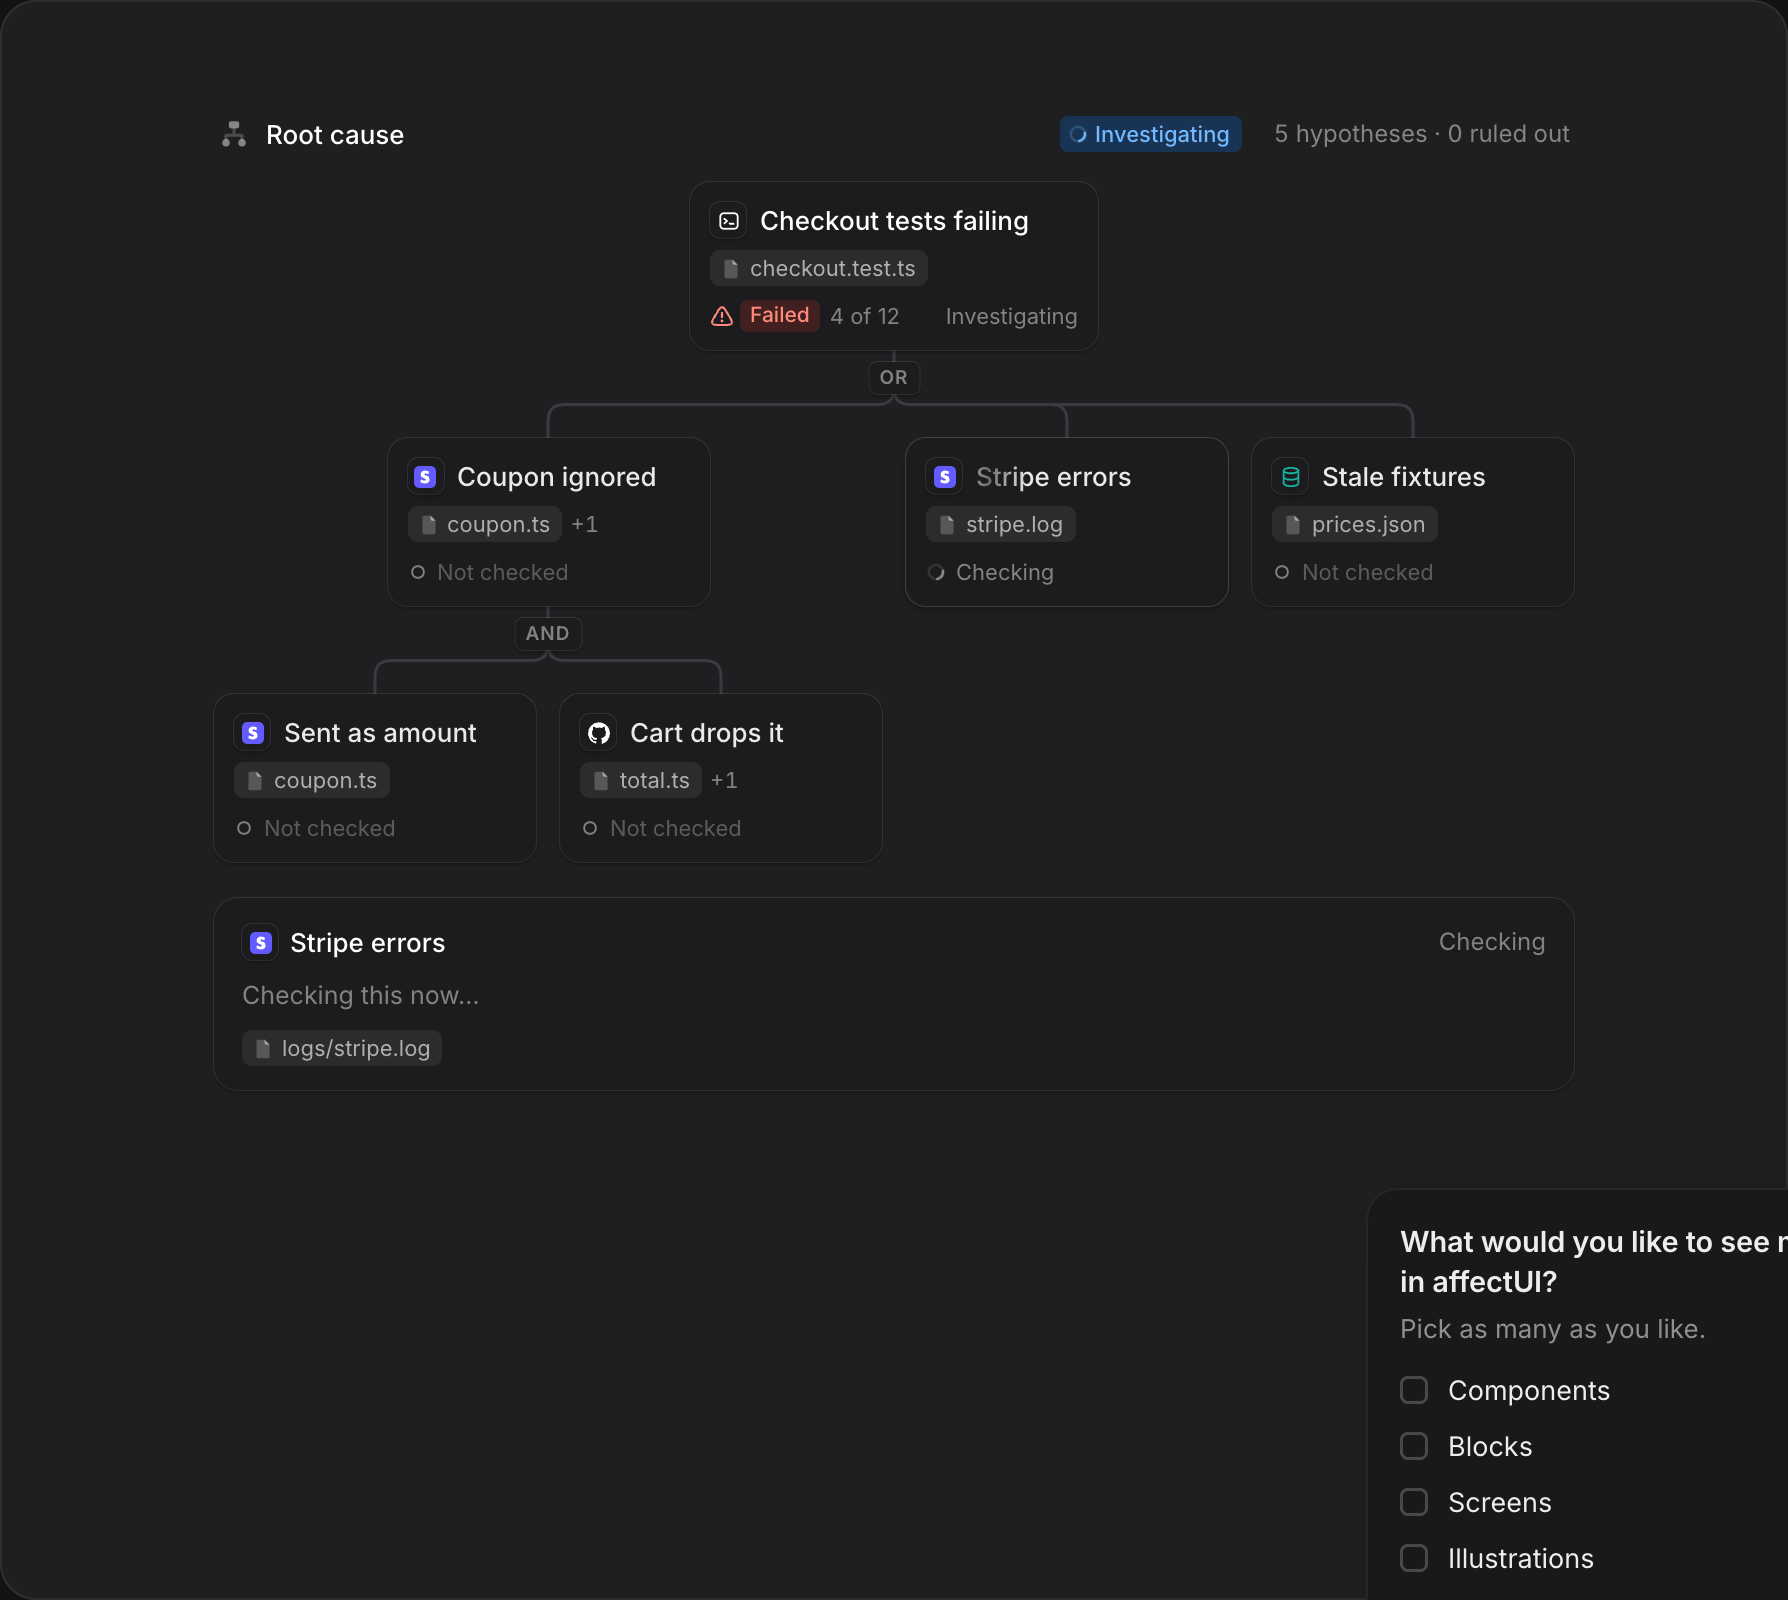 Root cause
Investigating
5 hypotheses · 0 ruled out
Checkout tests failing
checkout.test.ts
Failed 4 of 12 Investigating
OR
Coupon ignored
coupon.ts +1
Not checked
Stripe errors
stripe.log
Checking
Stale fixtures
prices.json
Not checked
AND
Sent as amount
coupon.ts
Not checked
Cart drops it
total.ts +1
Not checked
Stripe errors
Checking
Checking this now...
logs/stripe.log
What would you like to see
in affectUI?
Pick as many as you like.
Components
Blocks
Screens
Illustrations